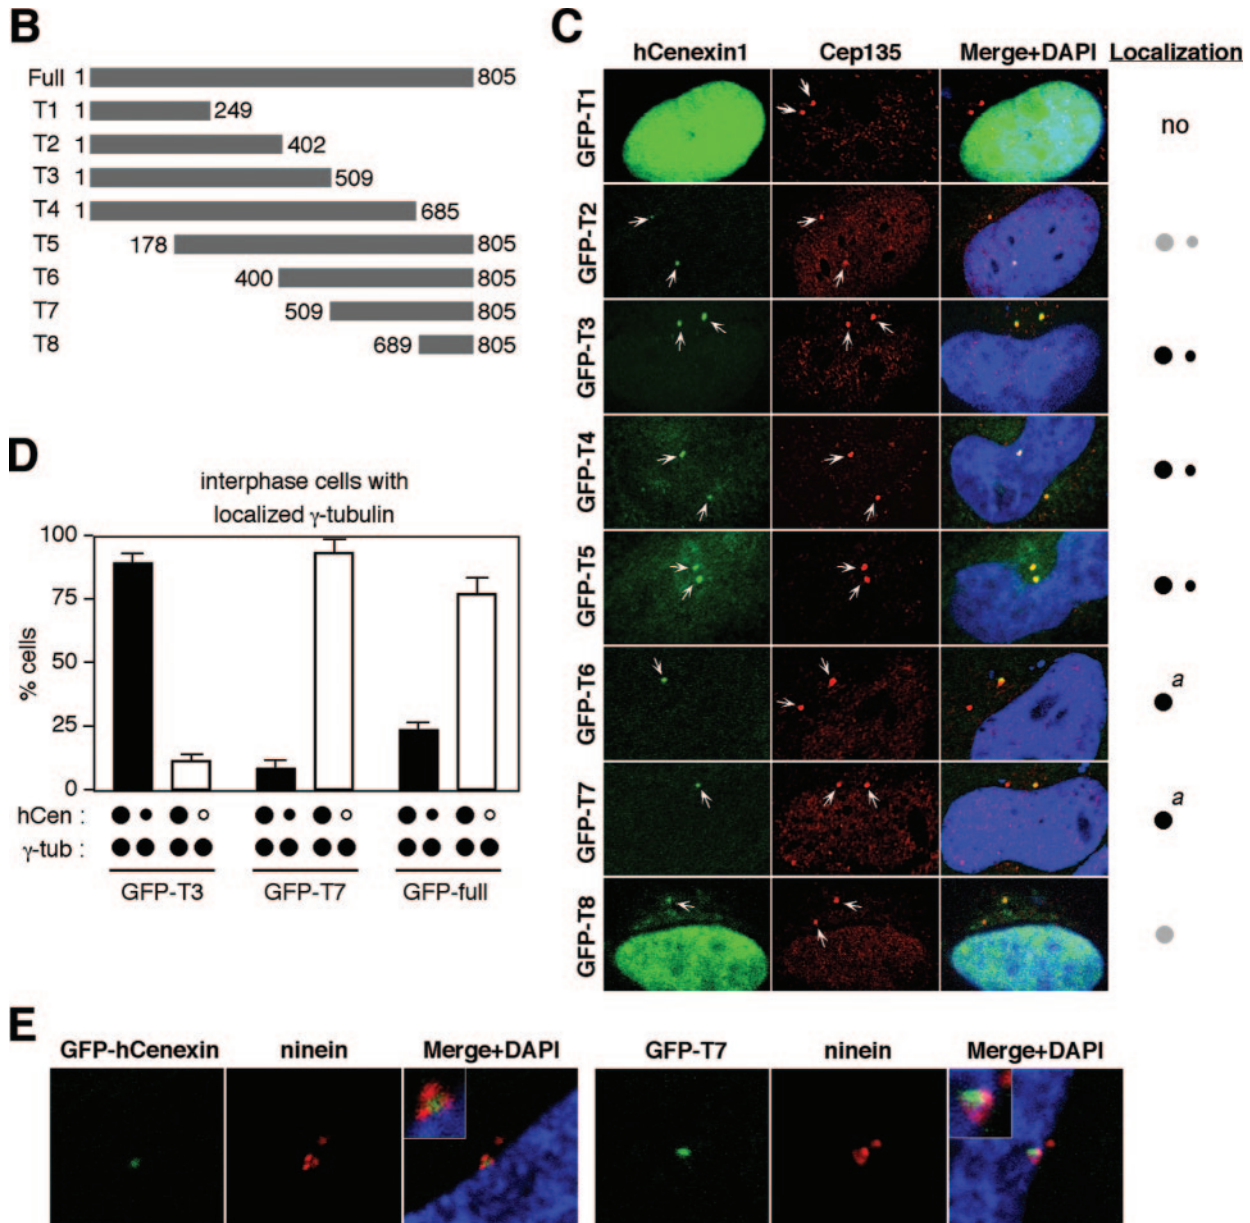 B
Full 1 805
T1 1 249
T2 1 402
T3 1 509
T4 1 685
T5 178 805
T6 400 805
T7 509 805
T8 689 805
C
hCenexin1 Cep135 Merge+DAPI Localization
GFP-T1 no
GFP-T2
GFP-T3
GFP-T4
GFP-T5
GFP-T6 a
GFP-T7 a
GFP-T8
D
interphase cells with
localized γ-tubulin
% cells
100
75
50
25
0
hCen :
γ-tub :
GFP-T3 GFP-T7 GFP-full
E
GFP-hCenexin ninein Merge+DAPI GFP-T7 ninein Merge+DAPI